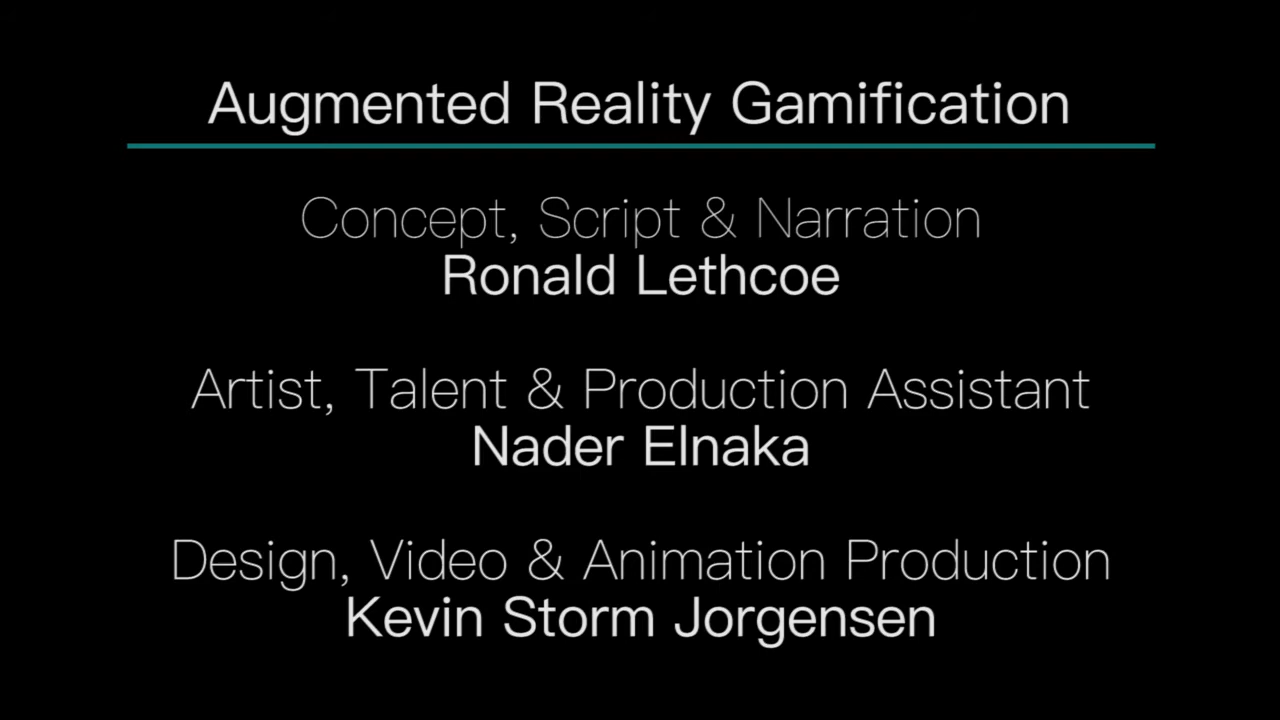 Augmented Reality Gamification
Concept, Script & Narration
Ronald Lethcoe
Artist, Talent & Production Assistant
Nader Elnaka
Design, Video & Animation Production
Kevin Storm Jorgensen